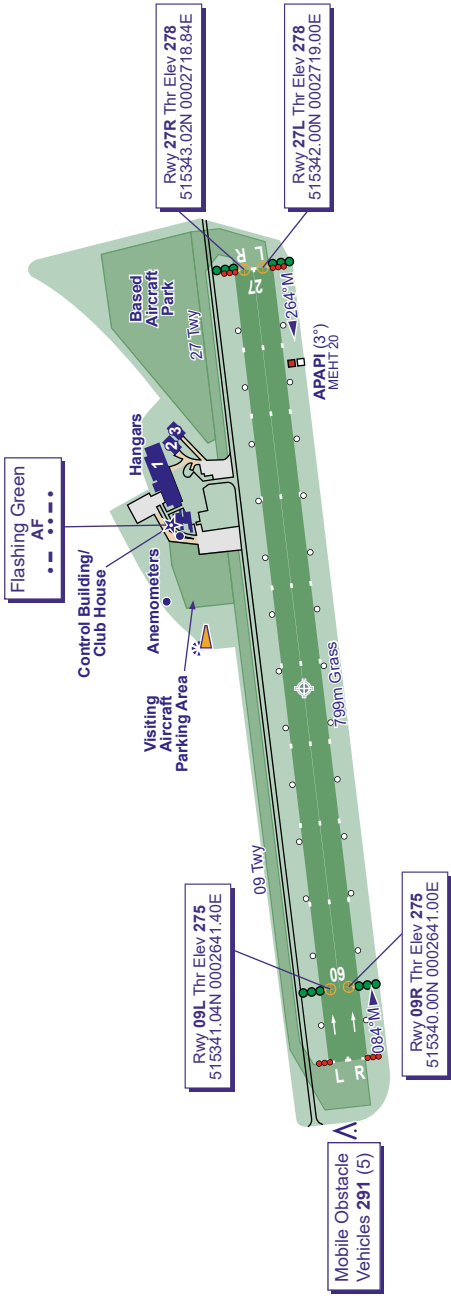 Rwy 27R Thr Elev 278
515343.02N 0002718.84E
Rwy 27L Thr Elev 278
515342.00N 0002719.00E
Based
Aircraft
Park
27 Twy
R
L
27
264°M
APAPI (3°)
MEHT 20
Hangars
1
2
3
Flashing Green
AF
Control Building/
Club House
Anemometers
Visiting
Aircraft
Parking Area
799m Grass
09 Twy
Rwy 09L Thr Elev 275
515341.04N 0002641.40E
Rwy 09R Thr Elev 275
515340.00N 0002641.00E
09
084°M
L
R
Mobile Obstacle
Vehicles 291 (5)